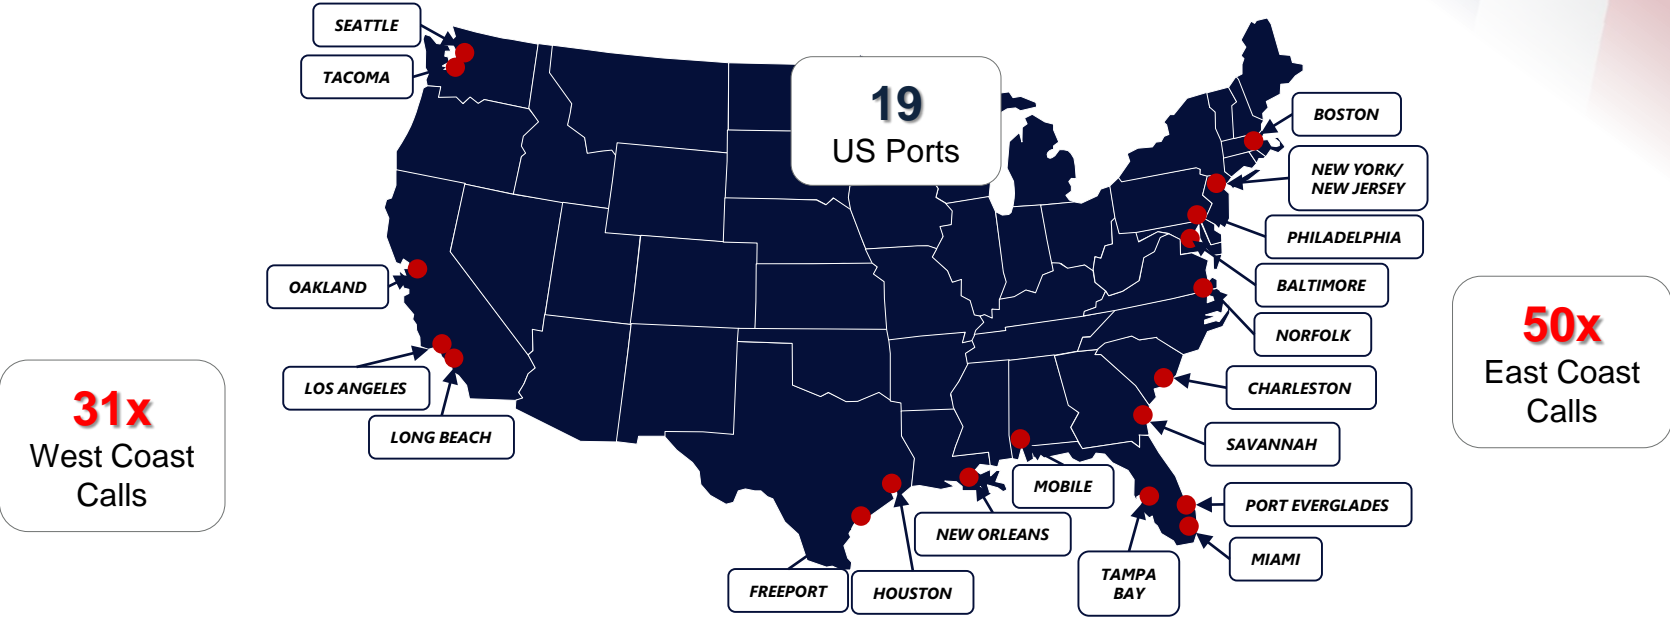 SEATTLE
TACOMA
19
US Ports
BOSTON
NEW YORK/
NEW JERSEY
PHILADELPHIA
OAKLAND
BALTIMORE
NORFOLK
50x
East Coast
Calls
LOS ANGELES
CHARLESTON
31x
West Coast
Calls
LONG BEACH
SAVANNAH
MOBILE
PORT EVERGLADES
NEW ORLEANS
MIAMI
FREEPORT
HOUSTON
TAMPA
BAY